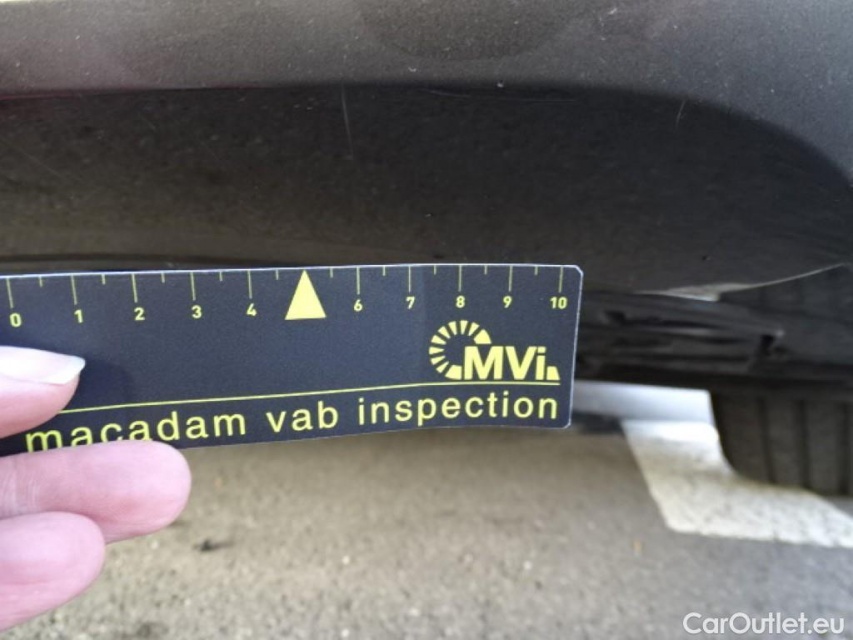 0 1 2 3 4 6 7 8 9 10
MVi
macadam vab inspection
CarOutlet.eu